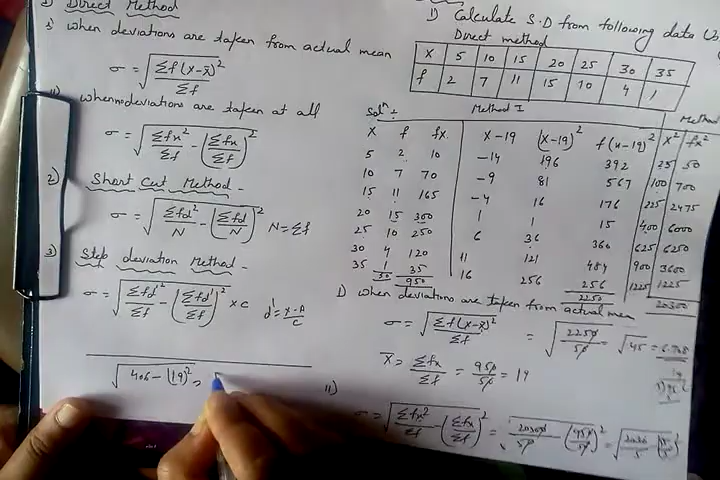 1) Direct Method
i) when deviations are taken from actual mean
σ = √ Σf(x-x̄)² / Σf
ii) when no deviations are taken at all
σ = √ Σfx²/Σf - (Σfx/Σf)²
2) Short Cut Method -
σ = √ Σfd²/N - (Σfd/N)² N = Σf
3) Step deviation Method -
σ = √ Σfd'²/Σf - (Σfd'/Σf)² × C d' = x-A/C
√ 406 - (19)² =
1) Calculate S.D from following data
Direct method
X 5 10 15 20 25 30 35
f 2 7 11 15 10 4 1
Solⁿ :- Method I Method
X f fx X-19 (X-19)² f(x-19)² X² fx²
5 2 10 -14 196 392 25 50
10 7 70 -9 81 567 100 700
15 11 165 -4 16 176 225 2475
20 15 300 1 1 15 400 6000
25 10 250 6 36 360 625 6250
30 4 120 11 121 484 900 3600
35 1 35 16 256 256 1225 1225
50 950 2250 20300
1) when deviations are taken from actual mean
σ = √ Σf(x-x̄)² / Σf = √ 2250/50 = √45 = 6.708
X̄ = Σfx/Σf = 950/50 = 19
ii)
σ = √ Σfx²/Σf - (Σfx/Σf)² = √ 20300/50 - (950/50)² = √ 2030/5